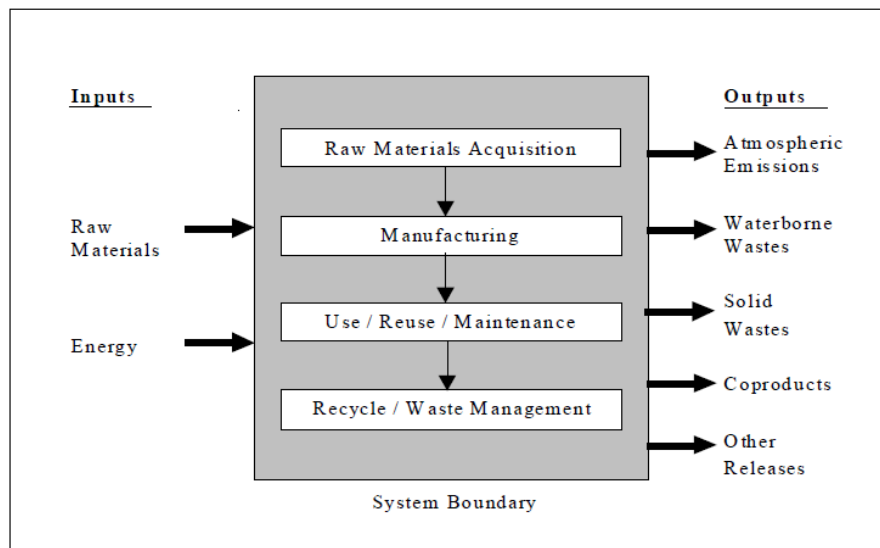 Inputs
Raw
Materials
Energy
Raw Materials Acquisition
Manufacturing
Use / Reuse / Maintenance
Recycle / Waste Management
System Boundary
Outputs
Atmospheric
Emissions
Waterborne
Wastes
Solid
Wastes
Coproducts
Other
Releases